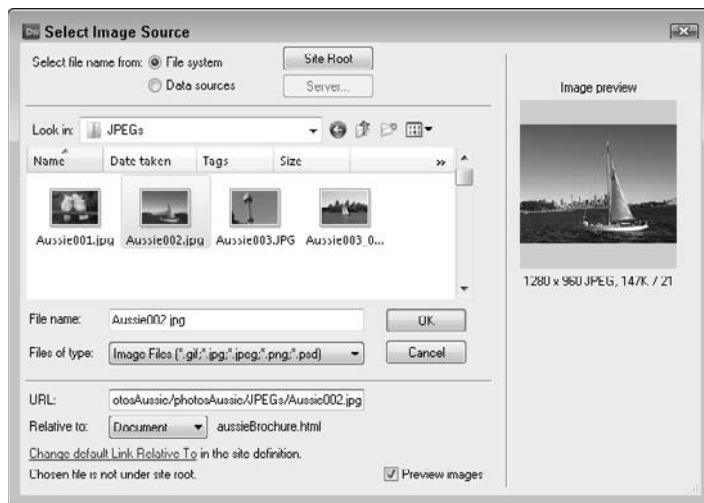 Dw Select Image Source
Select file name from: File system
Site Root
Data sources
Server...
Look in: JPEGs
Name Date taken Tags Size »
Aussie001.jpg Aussie002.jpg Aussie003.JPG Aussie003_0...
File name: Aussie002.jpg
OK
Files of type: Image Files (*.gif;*.jpg;*.jpeg;*.png;*.psd)
Cancel
URL: otosAussie/photosAussie/JPEGs/Aussie002.jpg
Relative to: Document aussieBrochure.html
Change default Link Relative To in the site definition.
Chosen file is not under site root.
Preview images
Image preview
1280 x 960 JPEG, 147K / 21